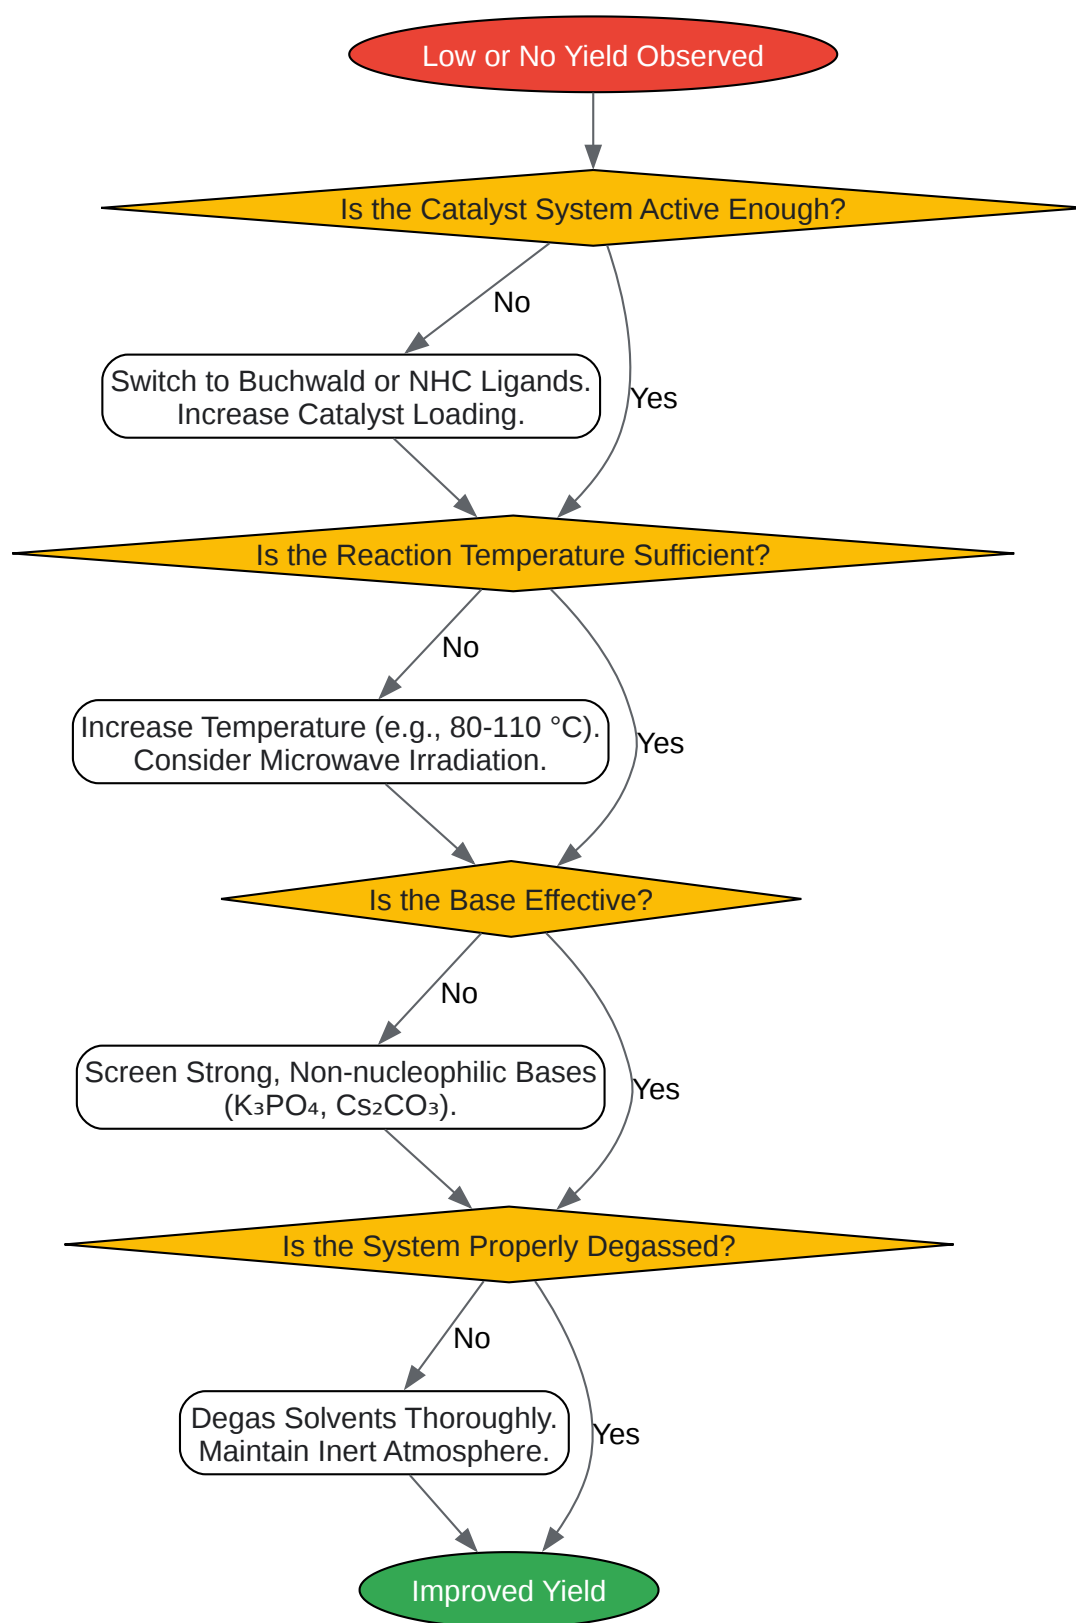 Low or No Yield Observed
Is the Catalyst System Active Enough?
No
Switch to Buchwald or NHC Ligands.
Increase Catalyst Loading.
Yes
Is the Reaction Temperature Sufficient?
No
Increase Temperature (e.g., 80-110 °C).
Consider Microwave Irradiation.
Yes
Is the Base Effective?
No
Screen Strong, Non-nucleophilic Bases
(K₃PO₄, Cs₂CO₃).
Yes
Is the System Properly Degassed?
No
Degas Solvents Thoroughly.
Maintain Inert Atmosphere.
Yes
Improved Yield